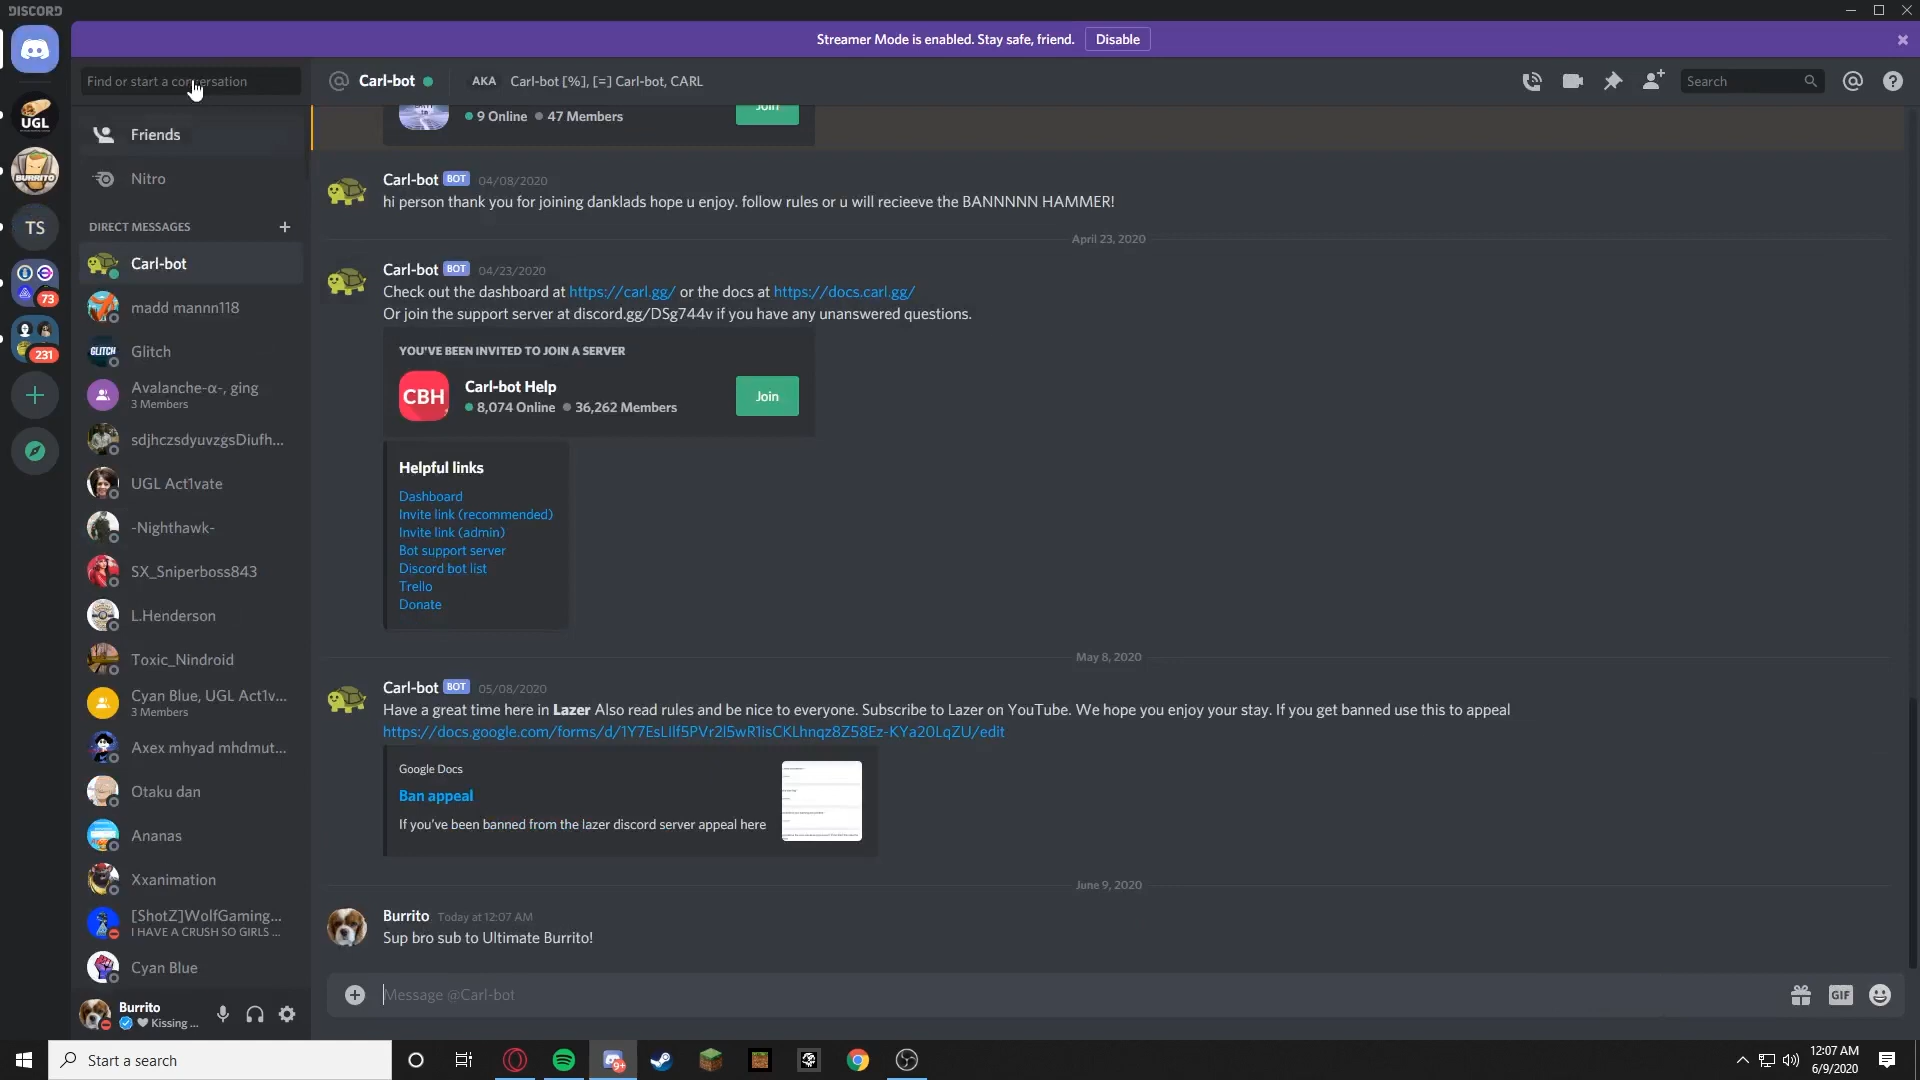 DISCORD
Streamer Mode is enabled. Stay safe, friend.
Disable
Find or start a conversation
Carl-bot
AKA
Carl-bot [%], [=] Carl-bot, CARL
Search
UGL
BURRITO
TS
73
231
Friends
Nitro
DIRECT MESSAGES
Carl-bot
madd mannn118
GLITCH
Glitch
Avalanche-α-, ging
3 Members
sdjhczsdyuvzgsDiufh...
UGL Act1vate
-Nighthawk-
SX_Sniperboss843
L.Henderson
Toxic_Nindroid
Cyan Blue, UGL Act1v...
3 Members
Axex mhyad mhdmut...
Otaku dan
Ananas
Xxanimation
[ShotZ]WolfGaming...
I HAVE A CRUSH SO GIRLS ...
Cyan Blue
Burrito
Kissing ...
9 Online
47 Members
Join
Carl-bot BOT 04/08/2020
hi person thank you for joining danklads hope u enjoy. follow rules or u will recieeve the BANNNNN HAMMER!
April 23, 2020
Carl-bot BOT 04/23/2020
Check out the dashboard at https://carl.gg/ or the docs at https://docs.carl.gg/
Or join the support server at discord.gg/DSg744v if you have any unanswered questions.
YOU'VE BEEN INVITED TO JOIN A SERVER
CBH
Carl-bot Help
8,074 Online
36,262 Members
Join
Helpful links
Dashboard
Invite link (recommended)
Invite link (admin)
Bot support server
Discord bot list
Trello
Donate
May 8, 2020
Carl-bot BOT 05/08/2020
Have a great time here in Lazer Also read rules and be nice to everyone. Subscribe to Lazer on YouTube. We hope you enjoy your stay. If you get banned use this to appeal
https://docs.google.com/forms/d/1Y7EsLIlf5PVr2l5wR1isCKLhnqz8Z58Ez-KYa20LqZU/edit
Google Docs
Ban appeal
If you've been banned from the lazer discord server appeal here
June 9, 2020
Burrito Today at 12:07 AM
Sup bro sub to Ultimate Burrito!
Message @Carl-bot
GIF
Start a search
9+
12:07 AM
6/9/2020